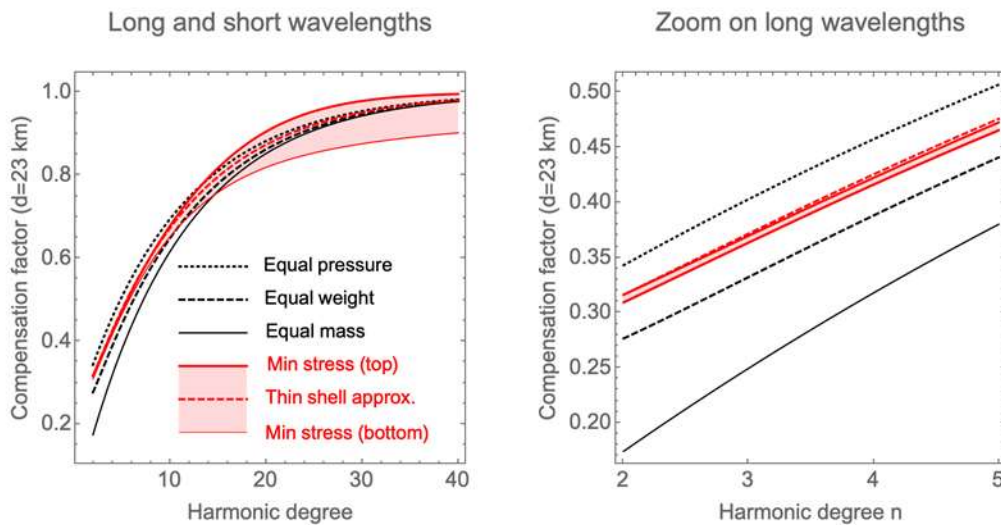 Long and short wavelengths
Compensation factor (d=23 km)
1.0
0.8
0.6
0.4
0.2
Equal pressure
Equal weight
Equal mass
Min stress (top)
Thin shell approx.
Min stress (bottom)
0 10 20 30 40
Harmonic degree
Zoom on long wavelengths
Compensation factor (d=23 km)
0.50
0.45
0.40
0.35
0.30
0.25
0.20
2 3 4 5
Harmonic degree n